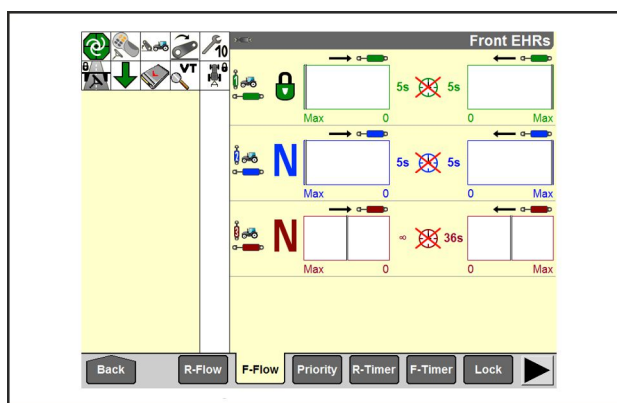 Front EHRs
10
VT
L
5s 5s
Max 0 0 Max
N
5s 5s
Max 0 0 Max
N
∞ 36s
Max 0 0 Max
Back R-Flow F-Flow Priority R-Timer F-Timer Lock